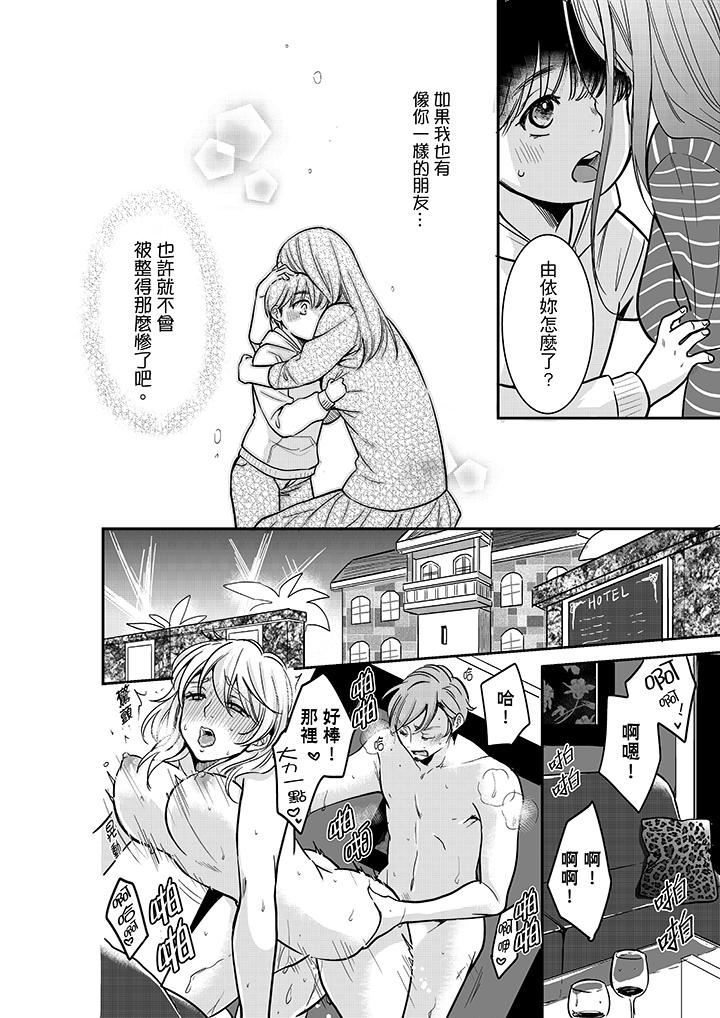 由依妳怎麼了？
如果我也有
像你一樣的朋友…
也許就不會
被整得那麼慘了吧。
HOTEL
啊
啊
啊嗯！
啪
啪
啊！
啊啊！
啪
啪
哈！
啪
啪
好棒！
那裡♥
大力一點♡
啪
啪
啪
啪
啪
啪
晃動